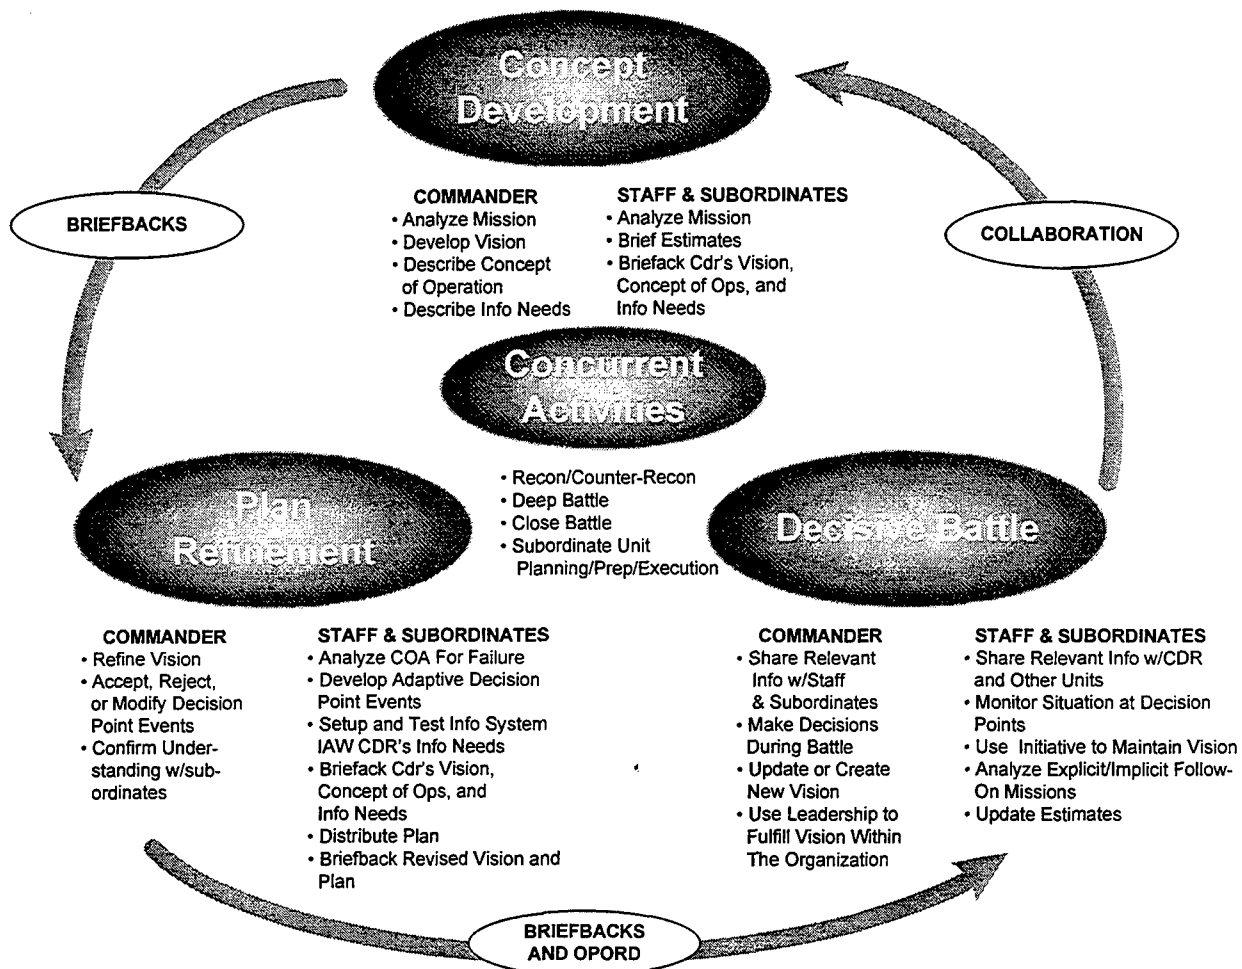 Concept
Development
BRIEFBACKS
COLLABORATION
COMMANDER
• Analyze Mission
• Develop Vision
• Describe Concept
of Operation
• Describe Info Needs
STAFF & SUBORDINATES
• Analyze Mission
• Brief Estimates
• Briefack Cdr's Vision,
Concept of Ops, and
Info Needs
Concurrent
Activities
• Recon/Counter-Recon
• Deep Battle
• Close Battle
• Subordinate Unit
Planning/Prep/Execution
Plan
Refinement
COMMANDER
• Refine Vision
• Accept, Reject,
or Modify Decision
Point Events
• Confirm Under-
standing w/sub-
ordinates
STAFF & SUBORDINATES
• Analyze COA For Failure
• Develop Adaptive Decision
Point Events
• Setup and Test Info System
IAW CDR's Info Needs
• Briefack Cdr's Vision,
Concept of Ops, and
Info Needs
• Distribute Plan
• Briefback Revised Vision and
Plan
Decisive Battle
COMMANDER
• Share Relevant
Info w/Staff
& Subordinates
• Make Decisions
During Battle
• Update or Create
New Vision
• Use Leadership to
Fulfill Vision Within
The Organization
STAFF & SUBORDINATES
• Share Relevant Info w/CDR
and Other Units
• Monitor Situation at Decision
Points
• Use Initiative to Maintain Vision
• Analyze Explicit/Implicit Follow-
On Missions
• Update Estimates
BRIEFBACKS
AND OPORD